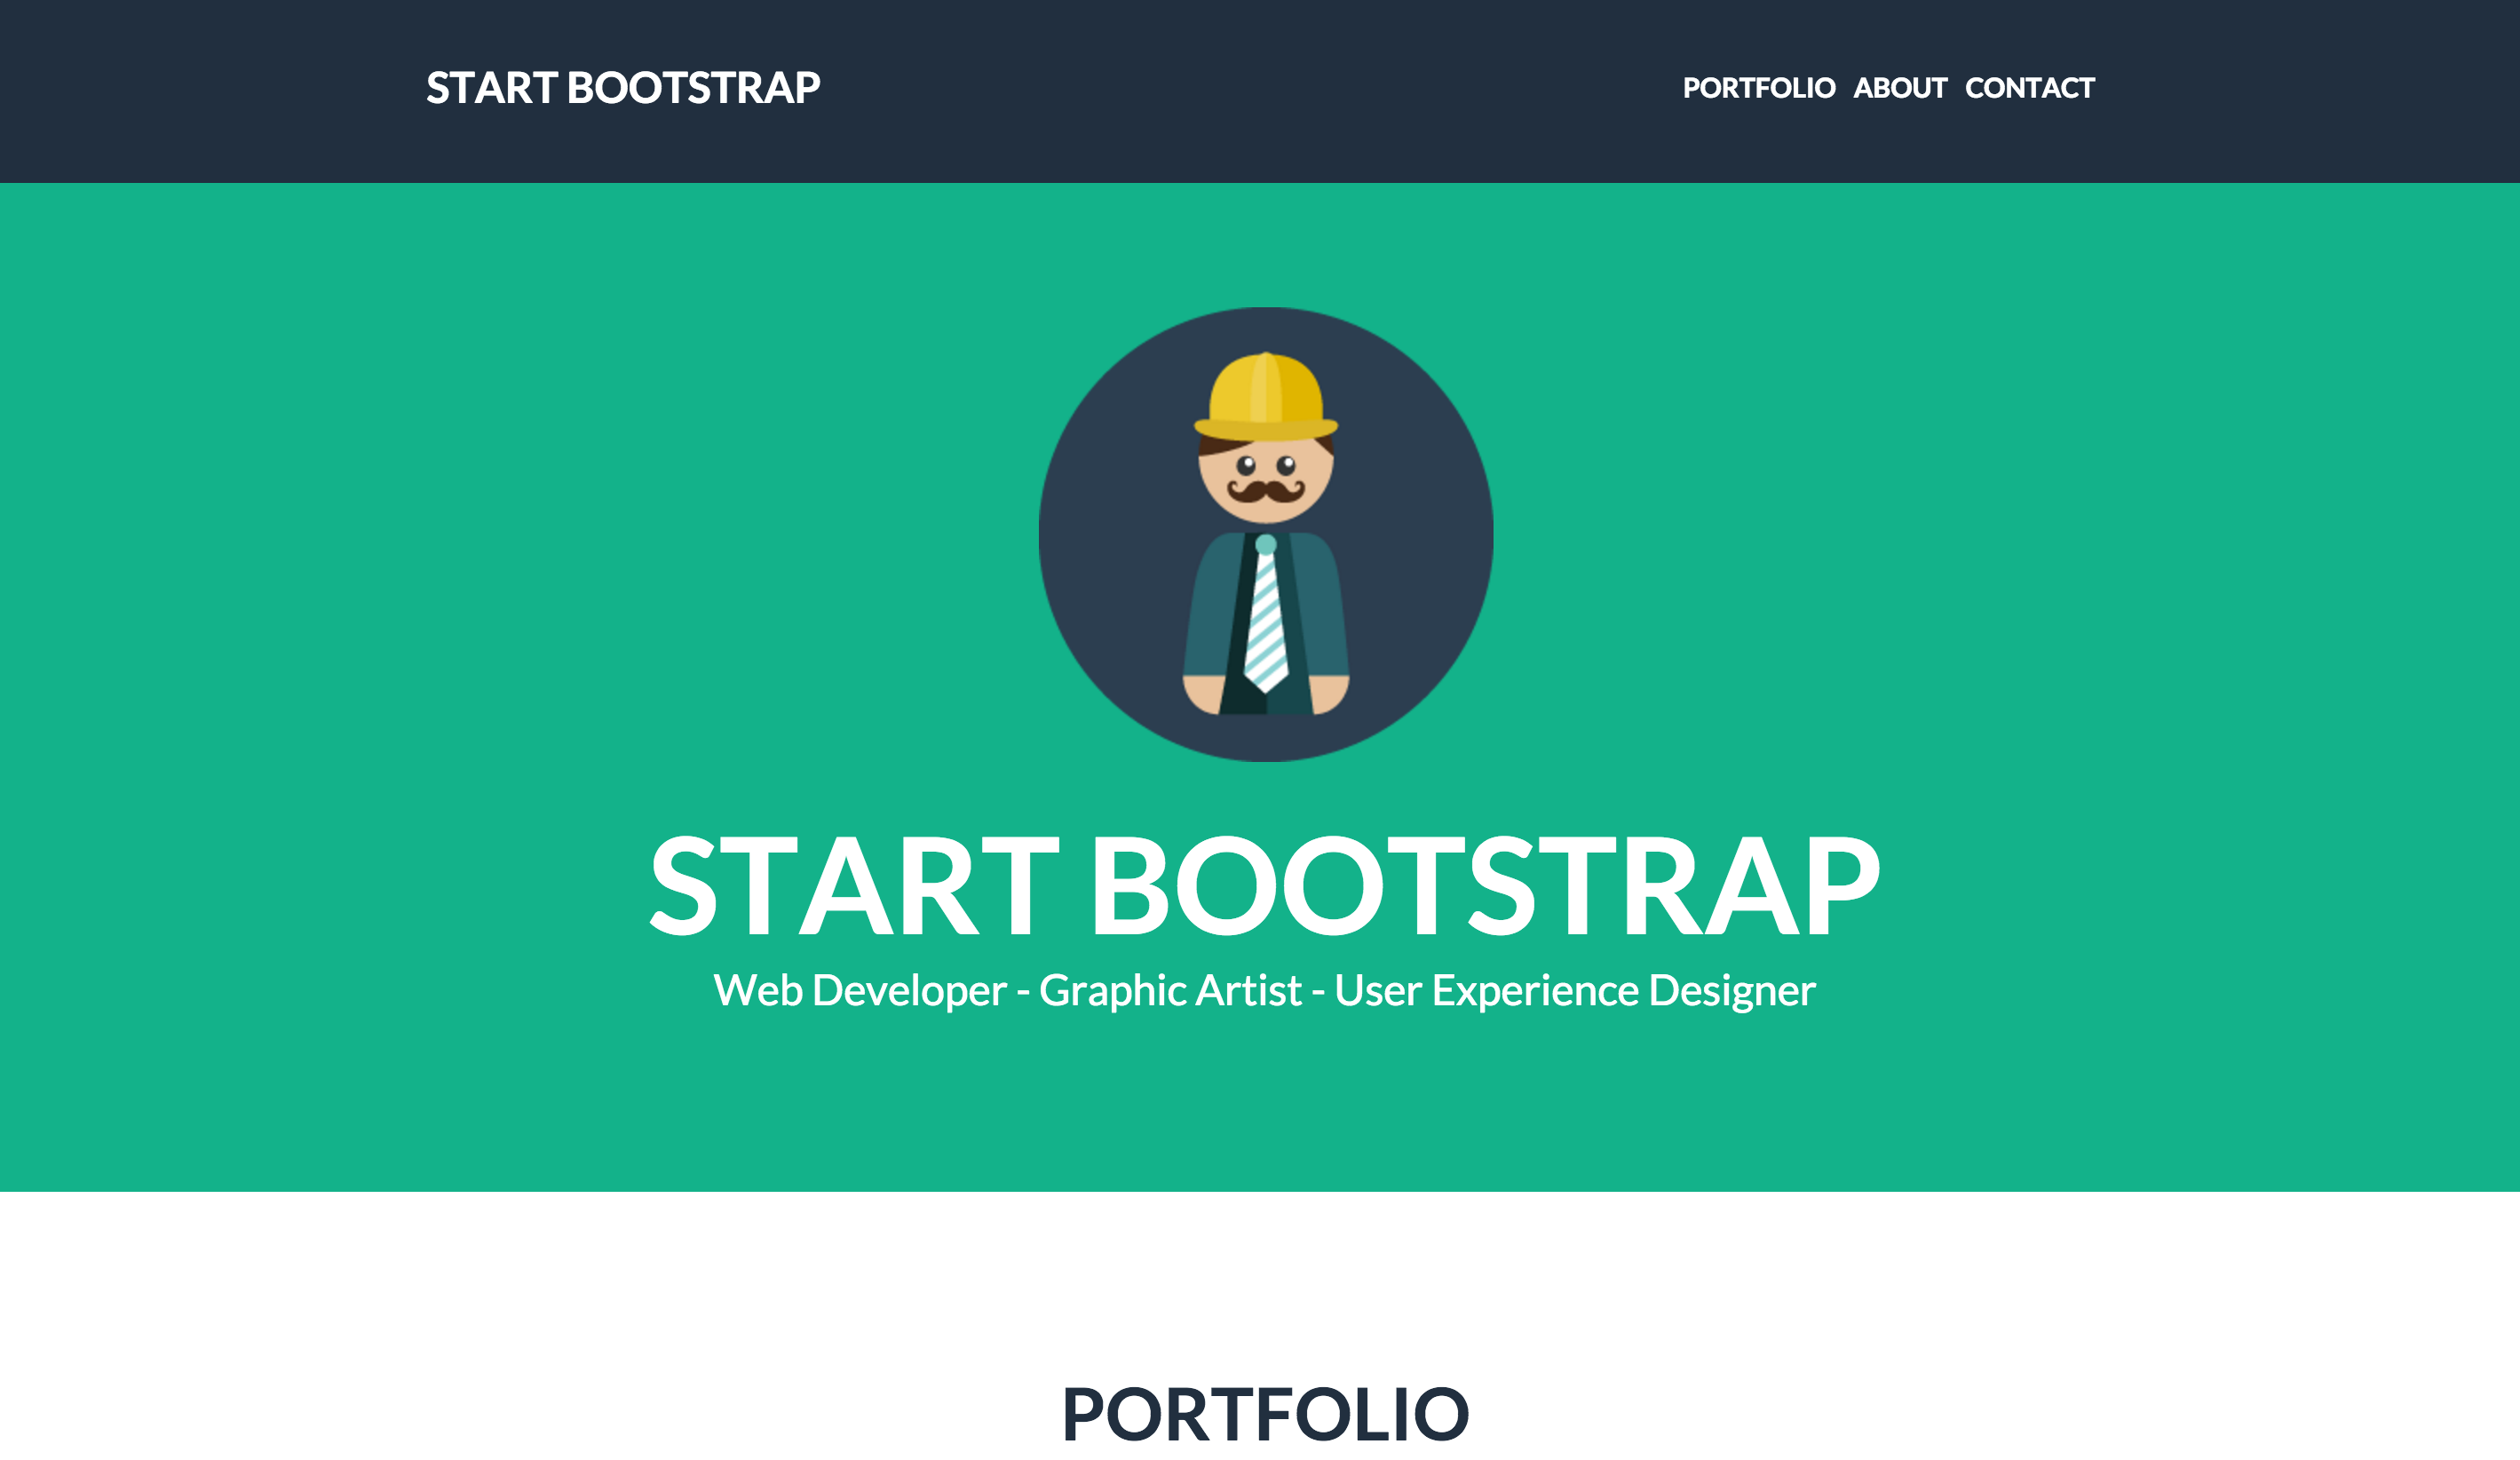 START BOOTSTRAP
PORTFOLIO ABOUT CONTACT
START BOOTSTRAP
Web Developer - Graphic Artist - User Experience Designer
PORTFOLIO